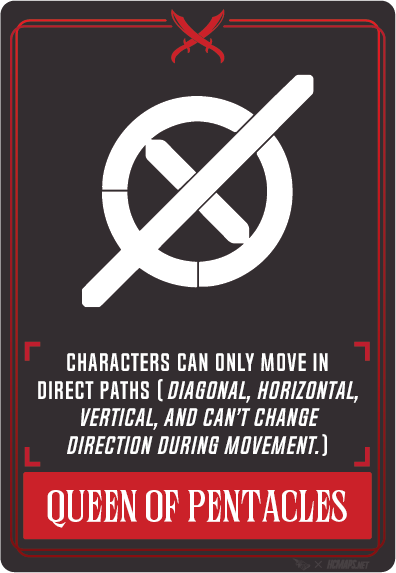 CHARACTERS CAN ONLY MOVE IN
DIRECT PATHS (DIAGONAL, HORIZONTAL,
VERTICAL, AND CAN'T CHANGE
DIRECTION DURING MOVEMENT.)
QUEEN OF PENTACLES